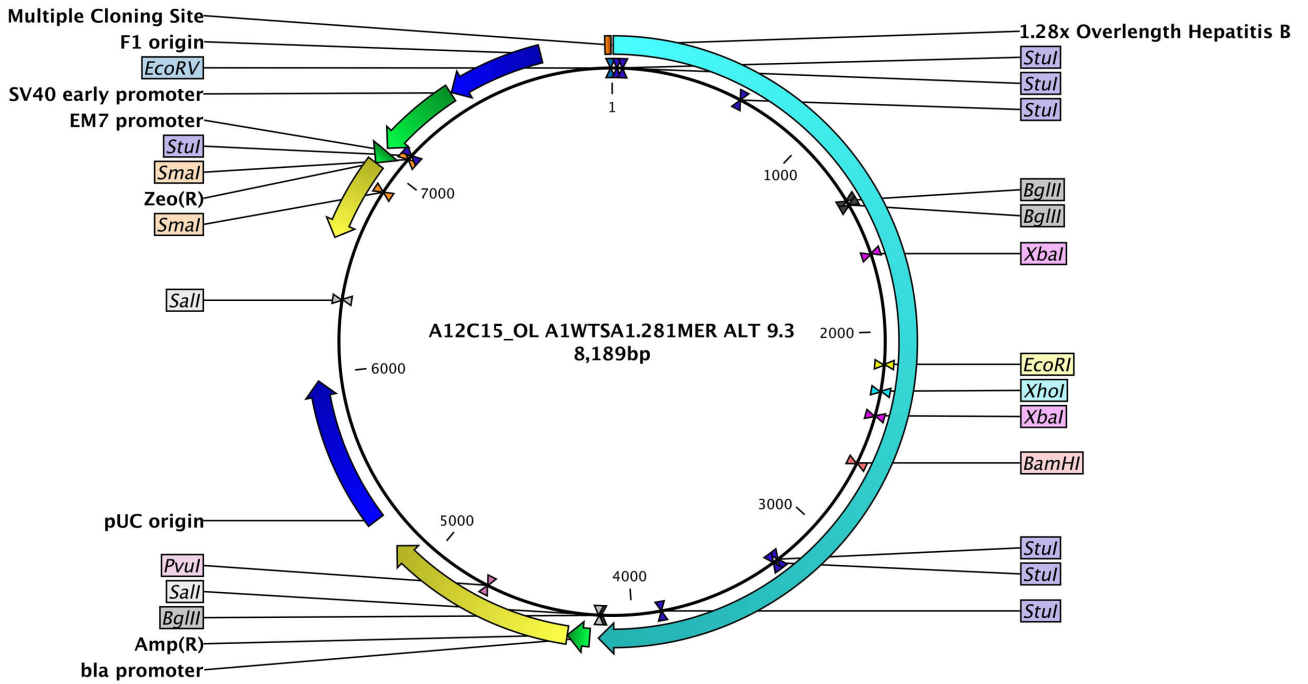 Multiple Cloning Site
F1 origin
EcoRV
SV40 early promoter
EM7 promoter
StuI
SmaI
Zeo(R)
SmaI
SalI
pUC origin
PvuI
SalI
BglII
Amp(R)
bla promoter
1
1000
2000
3000
4000
5000
6000
7000
A12C15_OL A1WTSA1.281MER ALT 9.3
8,189bp
1.28x Overlength Hepatitis B
StuI
StuI
StuI
BglII
BglII
XbaI
EcoRI
XhoI
XbaI
BamHI
StuI
StuI
StuI